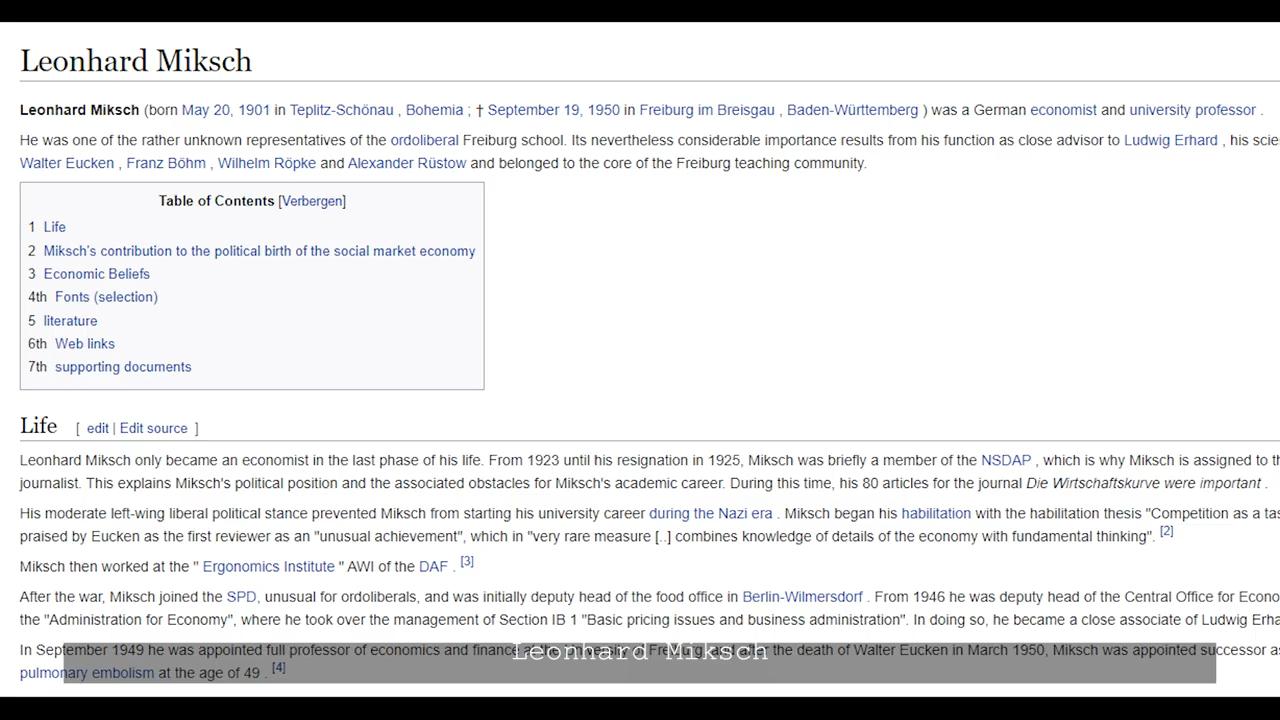 Leonhard Miksch
Leonhard Miksch (born May 20, 1901 in Teplitz-Schönau , Bohemia ; † September 19, 1950 in Freiburg im Breisgau , Baden-Württemberg ) was a German economist and university professor .
He was one of the rather unknown representatives of the ordoliberal Freiburg school. Its nevertheless considerable importance results from his function as close advisor to Ludwig Erhard , his
Walter Eucken , Franz Böhm , Wilhelm Röpke and Alexander Rüstow and belonged to the core of the Freiburg teaching community.
Table of Contents [Verbergen]
1 Life
2 Miksch's contribution to the political birth of the social market economy
3 Economic Beliefs
4th Fonts (selection)
5 literature
6th Web links
7th supporting documents
Life [ edit | Edit source ]
Leonhard Miksch only became an economist in the last phase of his life. From 1923 until his resignation in 1925, Miksch was briefly a member of the NSDAP , which is why Miksch is assigned to
journalist. This explains Miksch's political position and the associated obstacles for Miksch's academic career. During this time, his 80 articles for the journal Die Wirtschaftskurve were important .
His moderate left-wing liberal political stance prevented Miksch from starting his university career during the Nazi era . Miksch began his habilitation with the habilitation thesis "Competition as a
praised by Eucken as the first reviewer as an "unusual achievement", which in "very rare measure [..] combines knowledge of details of the economy with fundamental thinking". [2]
Miksch then worked at the " Ergonomics Institute " AWI of the DAF . [3]
After the war, Miksch joined the SPD, unusual for ordoliberals, and was initially deputy head of the food office in Berlin-Wilmersdorf . From 1946 he was deputy head of the Central Office for
the "Administration for Economy", where he took over the management of Section IB 1 "Basic pricing issues and business administration". In doing so, he became a close associate of Ludwig
In September 1949 he was appointed full professor of economics and finance at the University of Freiburg, and after the death of Walter Eucken in March 1950, Miksch was appointed successor
Leonhard Miksch
pulmonary embolism at the age of 49 . [4]